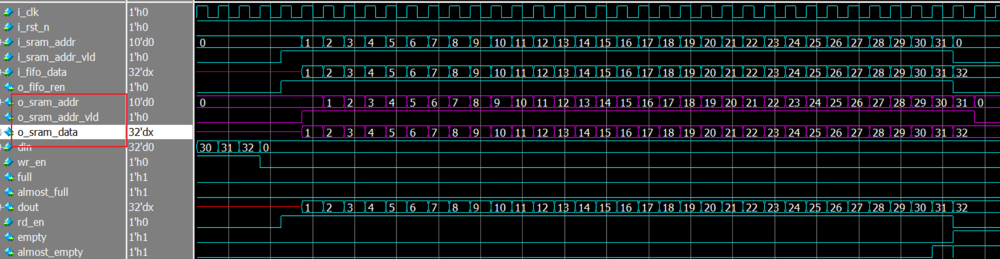 i_clk 1'h0
i_rst_n 1'h0
i_sram_addr 10'd0 0 1 2 3 4 5 6 7 8 9 10 11 12 13 14 15 16 17 18 19 20 21 22 23 24 25 26 27 28 29 30 31 0
i_sram_addr_vld 1'h0
i_fifo_data 32'dx 1 2 3 4 5 6 7 8 9 10 11 12 13 14 15 16 17 18 19 20 21 22 23 24 25 26 27 28 29 30 31 32
o_fifo_ren 1'h0
o_sram_addr 10'd0 0 1 2 3 4 5 6 7 8 9 10 11 12 13 14 15 16 17 18 19 20 21 22 23 24 25 26 27 28 29 30 31 0
o_sram_addr_vld 1'h0
o_sram_data 32'dx 1 2 3 4 5 6 7 8 9 10 11 12 13 14 15 16 17 18 19 20 21 22 23 24 25 26 27 28 29 30 31 32
din 32'd0 30 31 32 0
wr_en 1'h0
full 1'h1
almost_full 1'h1
dout 32'dx 1 2 3 4 5 6 7 8 9 10 11 12 13 14 15 16 17 18 19 20 21 22 23 24 25 26 27 28 29 30 31 32
rd_en 1'h0
empty 1'h1
almost_empty 1'h1